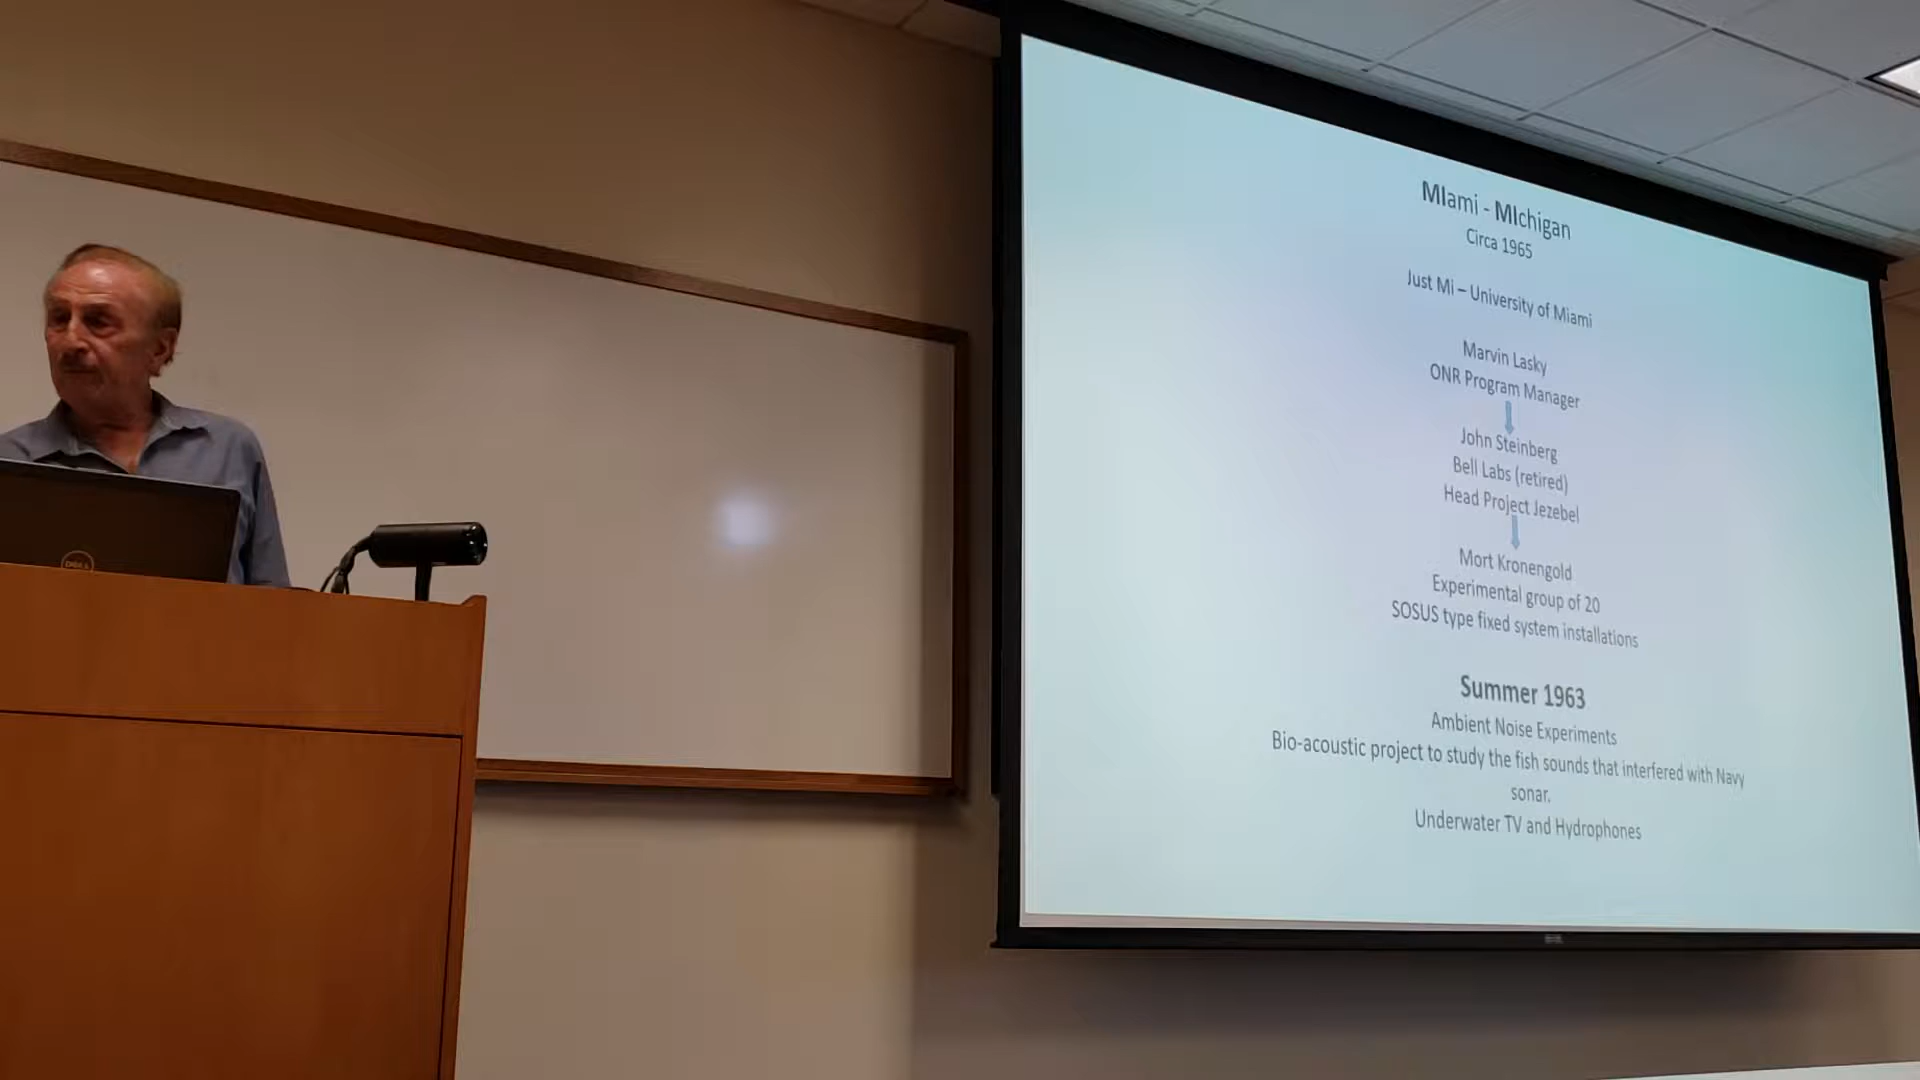 MIami - MIchigan
Circa 1965
Just Mi – University of Miami
Marvin Lasky
ONR Program Manager
John Steinberg
Bell Labs (retired)
Head Project Jezebel
Mort Kronengold
Experimental group of 20
SOSUS type fixed system installations
Summer 1963
Ambient Noise Experiments
Bio-acoustic project to study the fish sounds that interfered with Navy
sonar.
Underwater TV and Hydrophones
DELL